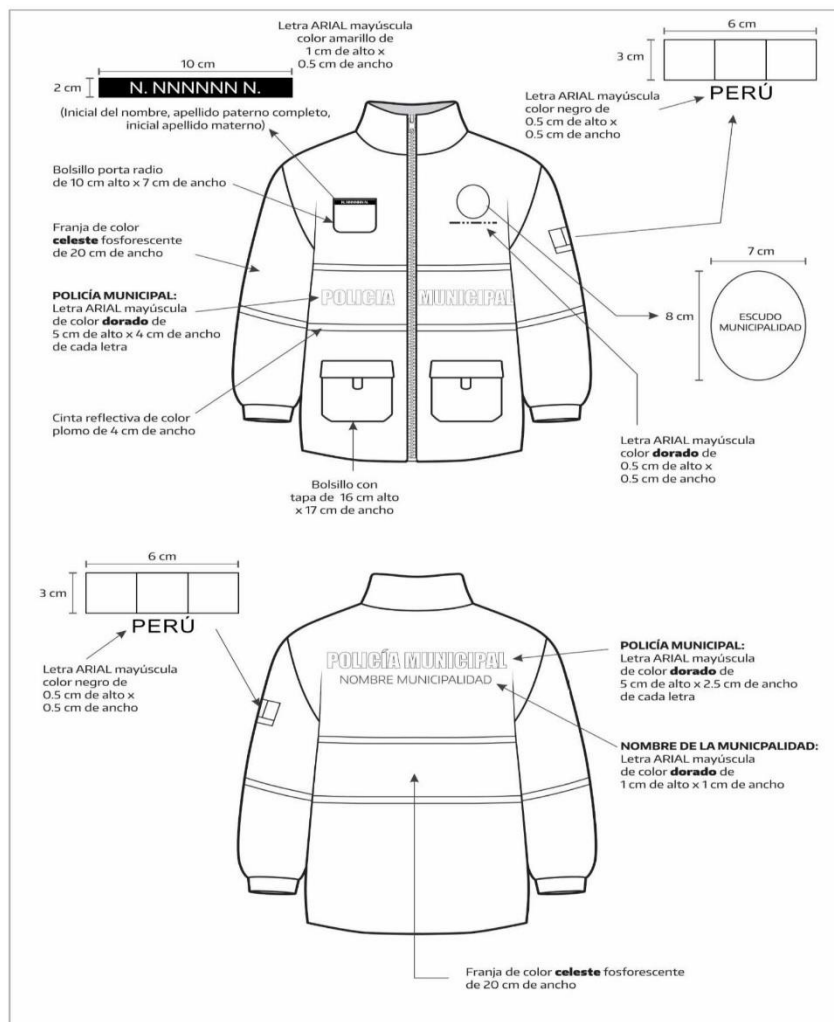 Letra ARIAL mayúscula
color amarillo de
1 cm de alto x
0.5 cm de ancho
10 cm
2 cm
N. NNNNNN N.
(Inicial del nombre, apellido paterno completo,
inicial apellido materno)
6 cm
3 cm
PERÚ
Letra ARIAL mayúscula
color negro de
0.5 cm de alto x
0.5 cm de ancho
Bolsillo porta radio
de 10 cm alto x 7 cm de ancho
N. NNNNNN N.
Franja de color
celeste fosforescente
de 20 cm de ancho
POLICÍA MUNICIPAL:
Letra ARIAL mayúscula
de color dorado de
5 cm de alto x 4 cm de ancho
de cada letra
POLICIA MUNICIPAL
7 cm
8 cm
ESCUDO
MUNICIPALIDAD
Cinta reflectiva de color
plomo de 4 cm de ancho
Bolsillo con
tapa de 16 cm alto
x 17 cm de ancho
Letra ARIAL mayúscula
color dorado de
0.5 cm de alto x
0.5 cm de ancho
6 cm
3 cm
PERÚ
Letra ARIAL mayúscula
color negro de
0.5 cm de alto x
0.5 cm de ancho
POLICÍA MUNICIPAL
NOMBRE MUNICIPALIDAD
POLICÍA MUNICIPAL:
Letra ARIAL mayúscula
de color dorado de
5 cm de alto x 2.5 cm de ancho
de cada letra
NOMBRE DE LA MUNICPALIDAD:
Letra ARIAL mayúscula
de color dorado de
1 cm de alto x 1 cm de ancho
Franja de color celeste fosforescente
de 20 cm de ancho